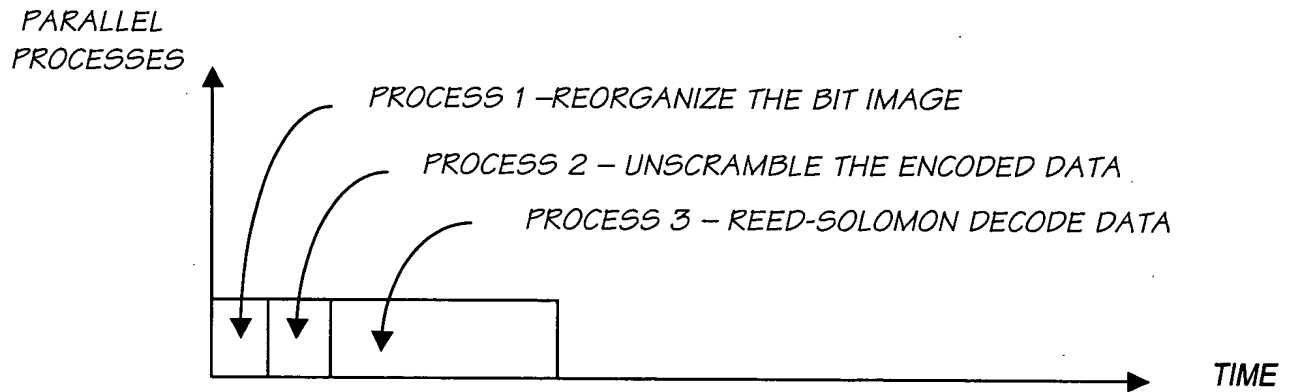 PARALLEL
PROCESSES
PROCESS 1 –REORGANIZE THE BIT IMAGE
PROCESS 2 – UNSCRAMBLE THE ENCODED DATA
PROCESS 3 – REED-SOLOMON DECODE DATA
TIME